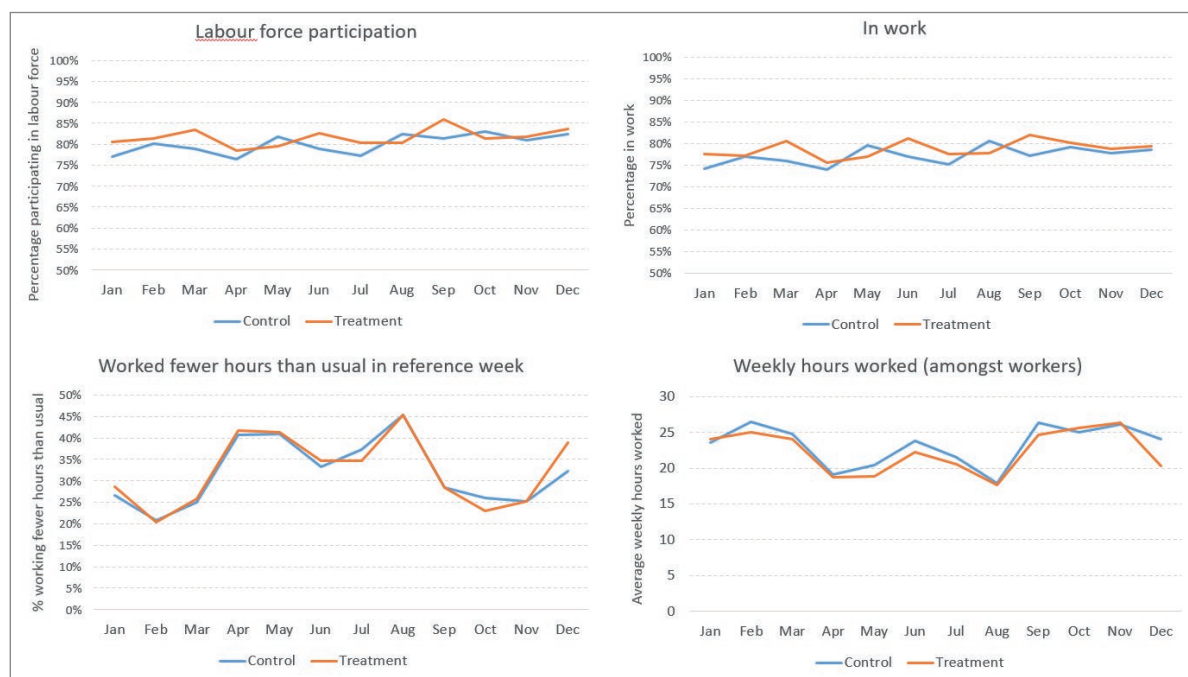 Labour force participation
Percentage participating in labour force
100%
95%
90%
85%
80%
75%
70%
65%
60%
55%
50%
Jan Feb Mar Apr May Jun Jul Aug Sep Oct Nov Dec
Control Treatment
In work
Percentage in work
100%
95%
90%
85%
80%
75%
70%
65%
60%
55%
50%
Jan Feb Mar Apr May Jun Jul Aug Sep Oct Nov Dec
Control Treatment
Worked fewer hours than usual in reference week
% working fewer hours than usual
50%
45%
40%
35%
30%
25%
20%
15%
10%
5%
0%
Jan Feb Mar Apr May Jun Jul Aug Sep Oct Nov Dec
Control Treatment
Weekly hours worked (amongst workers)
Average weekly hours worked
30
25
20
15
10
5
0
Jan Feb Mar Apr May Jun Jul Aug Sep Oct Nov Dec
Control Treatment